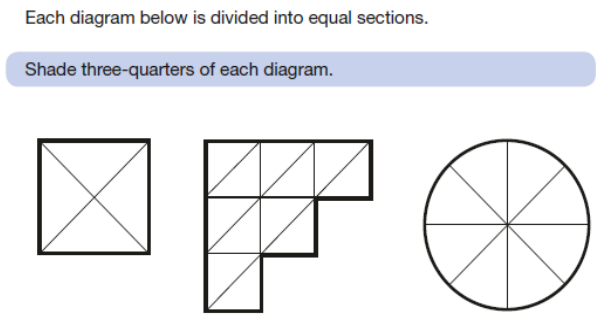 Each diagram below is divided into equal sections.
Shade three-quarters of each diagram.